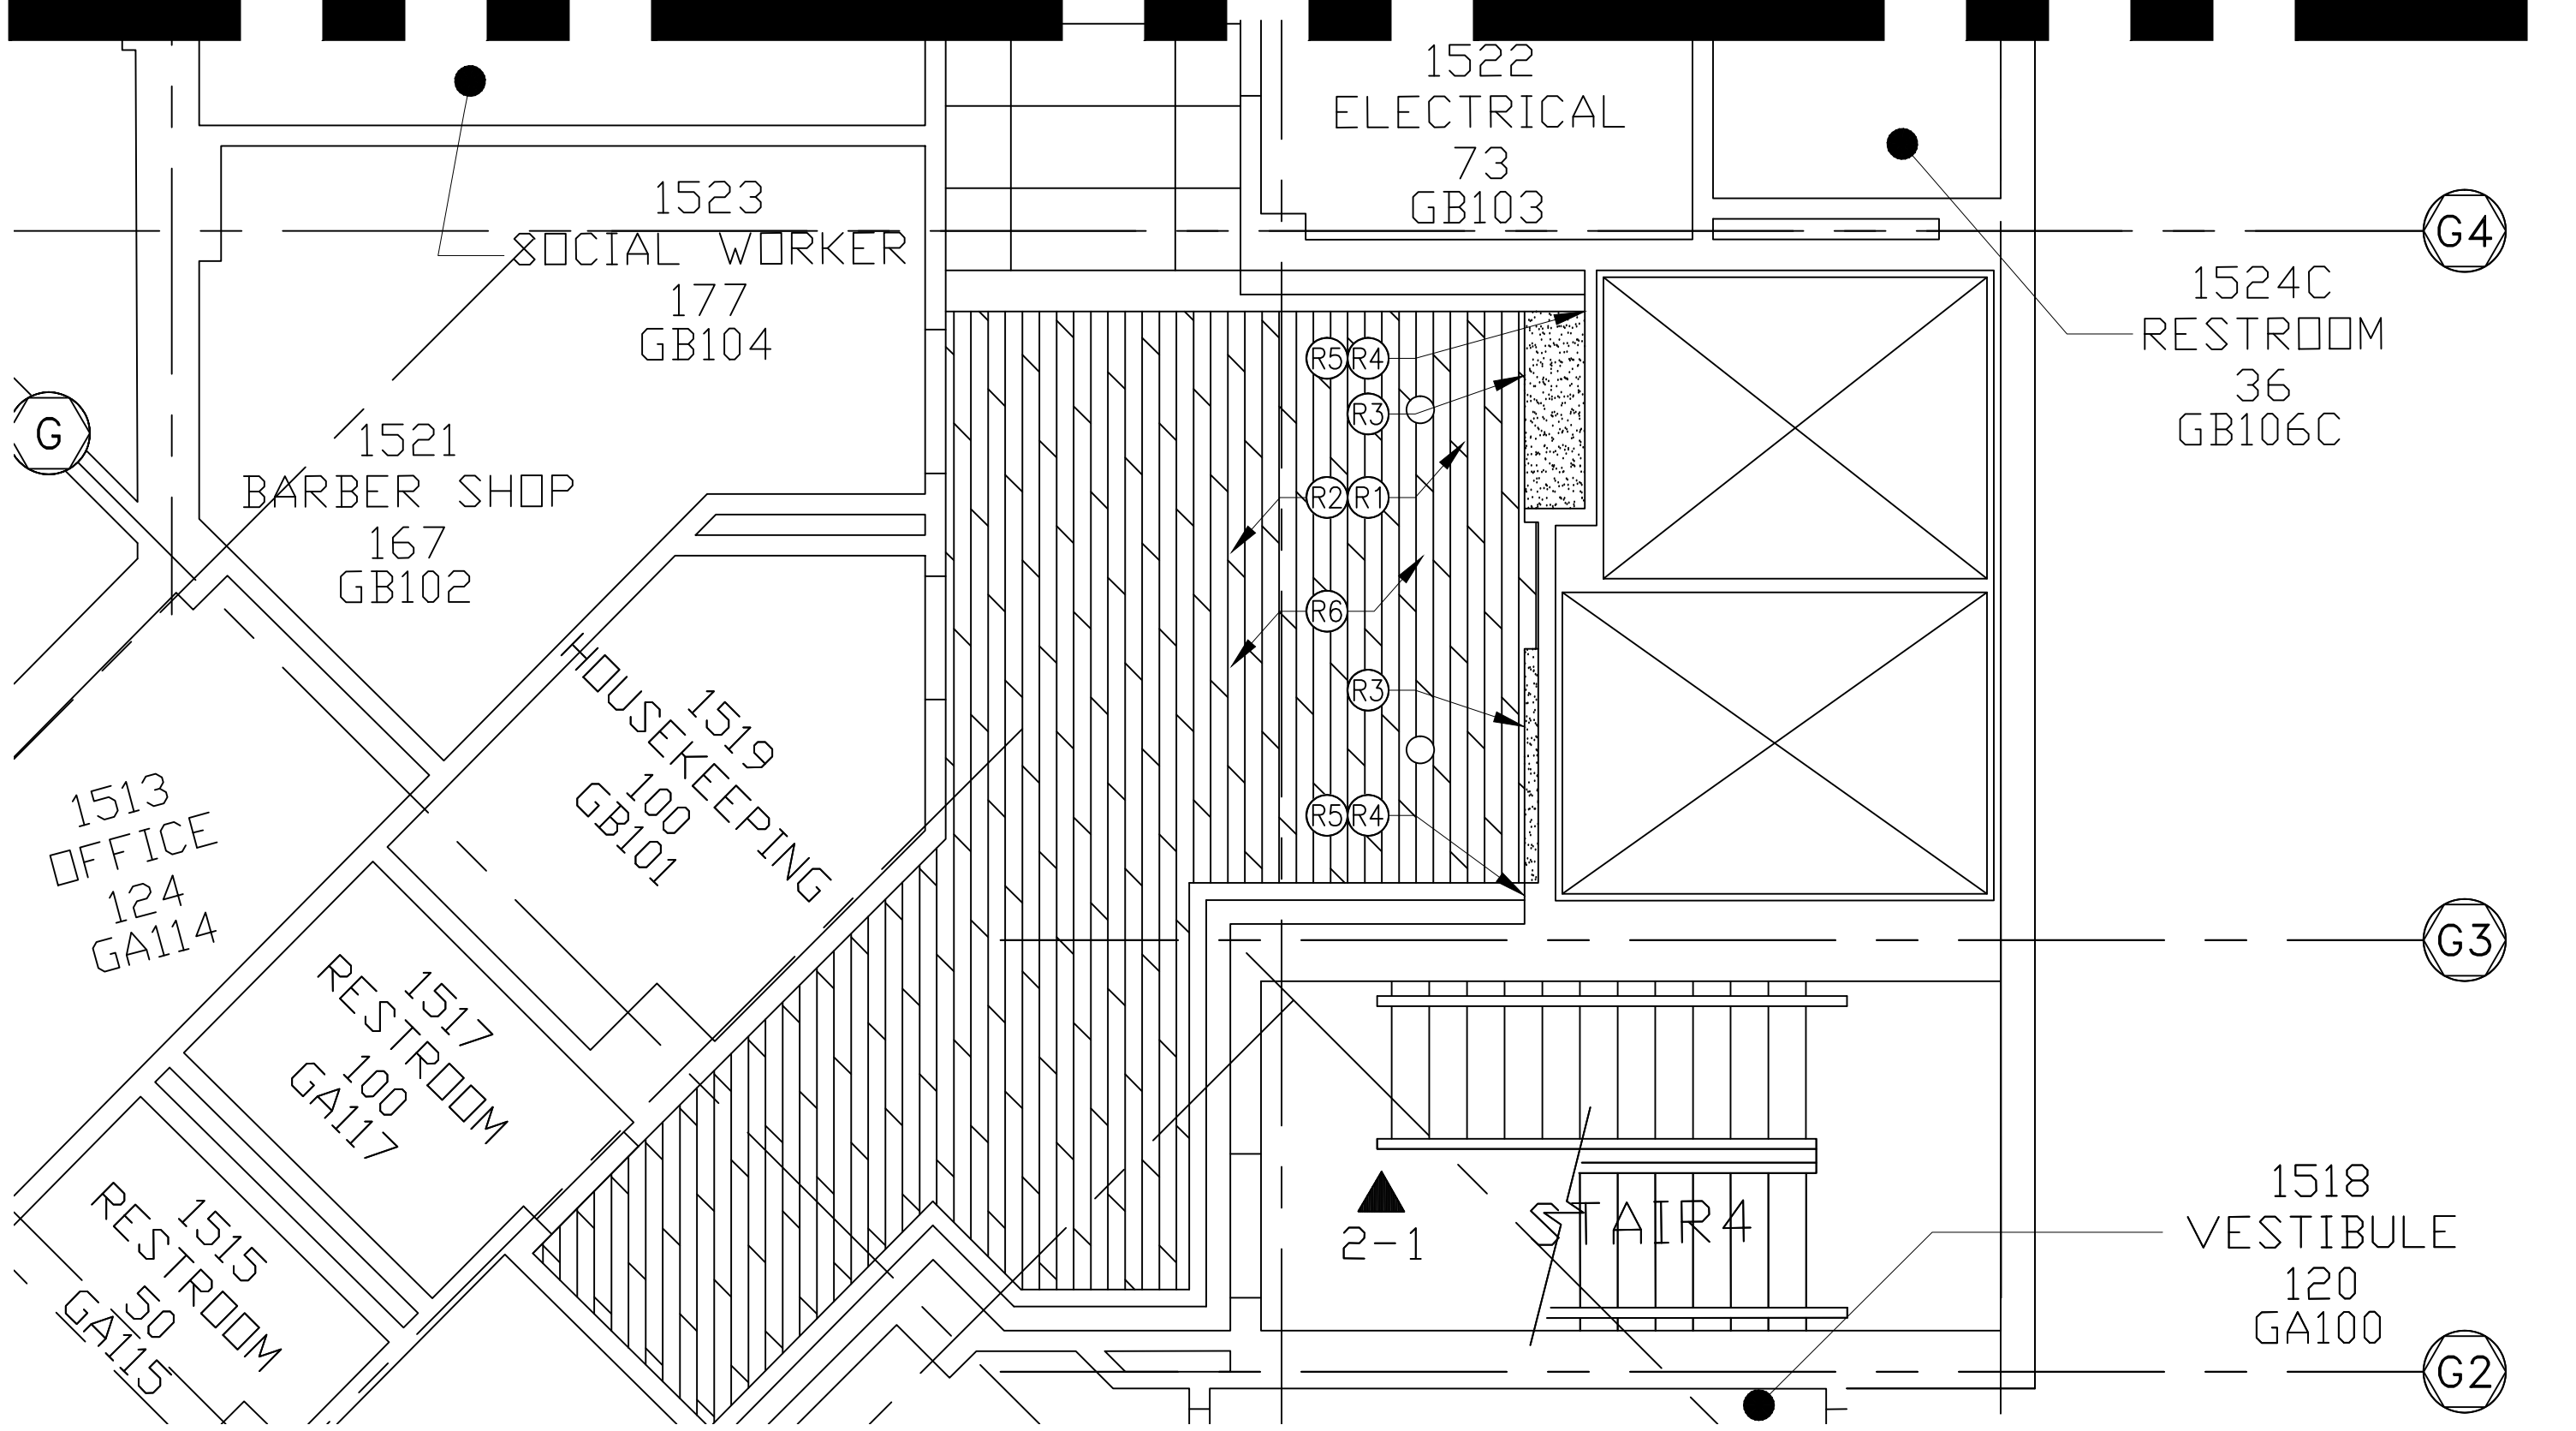 1522
ELECTRICAL
73
GB103
1523
SOCIAL WORKER
177
GB104
G4
1524C
RESTROOM
36
GB106C
R5 R4
R3
G
1521
BARBER SHOP
167
GB102
R2 R1
R6
R3
1519
HOUSEKEEPING
100
GB101
R5 R4
1513
OFFICE
124
GA114
G3
1517
RESTROOM
100
GA117
1515
RESTROOM
50
GA115
2-1
STAIR4
1518
VESTIBULE
120
GA100
G2